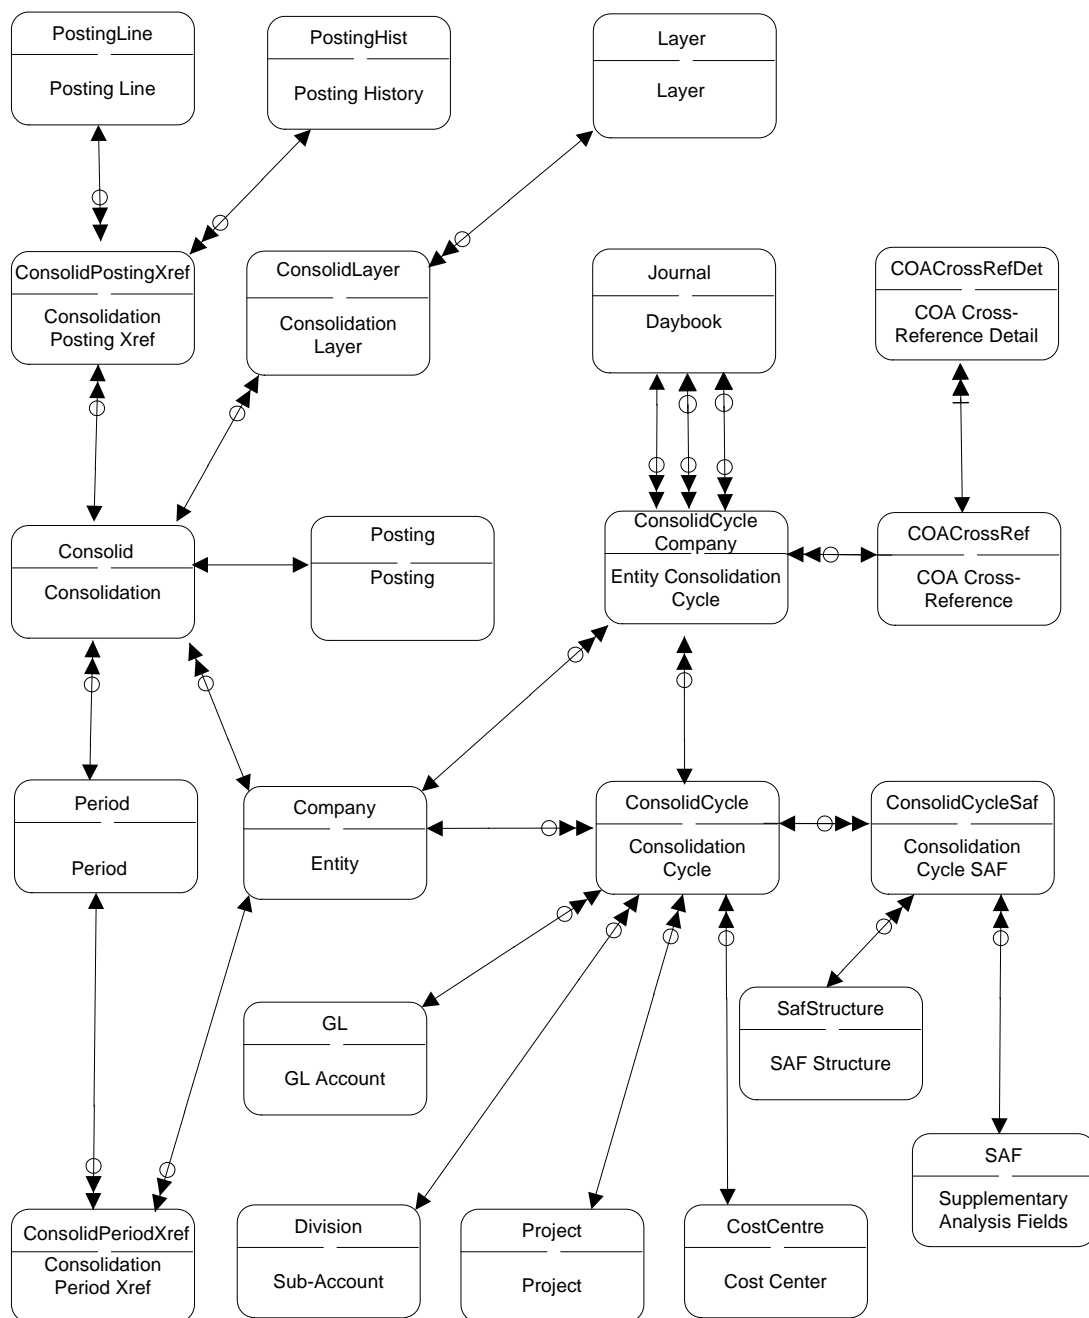 PostingLine
Posting Line
PostingHist
Posting History
Layer
Layer
ConsolidPostingXref
Consolidation
Posting Xref
ConsolidLayer
Consolidation
Layer
Journal
Daybook
COACrossRefDet
COA Cross-
Reference Detail
Consolid
Consolidation
Posting
Posting
ConsolidCycle
Company
Entity Consolidation
Cycle
COACrossRef
COA Cross-
Reference
Period
Period
Company
Entity
ConsolidCycle
Consolidation
Cycle
ConsolidCycleSaf
Consolidation
Cycle SAF
GL
GL Account
SafStructure
SAF Structure
SAF
Supplementary
Analysis Fields
ConsolidPeriodXref
Consolidation
Period Xref
Division
Sub-Account
Project
Project
CostCentre
Cost Center